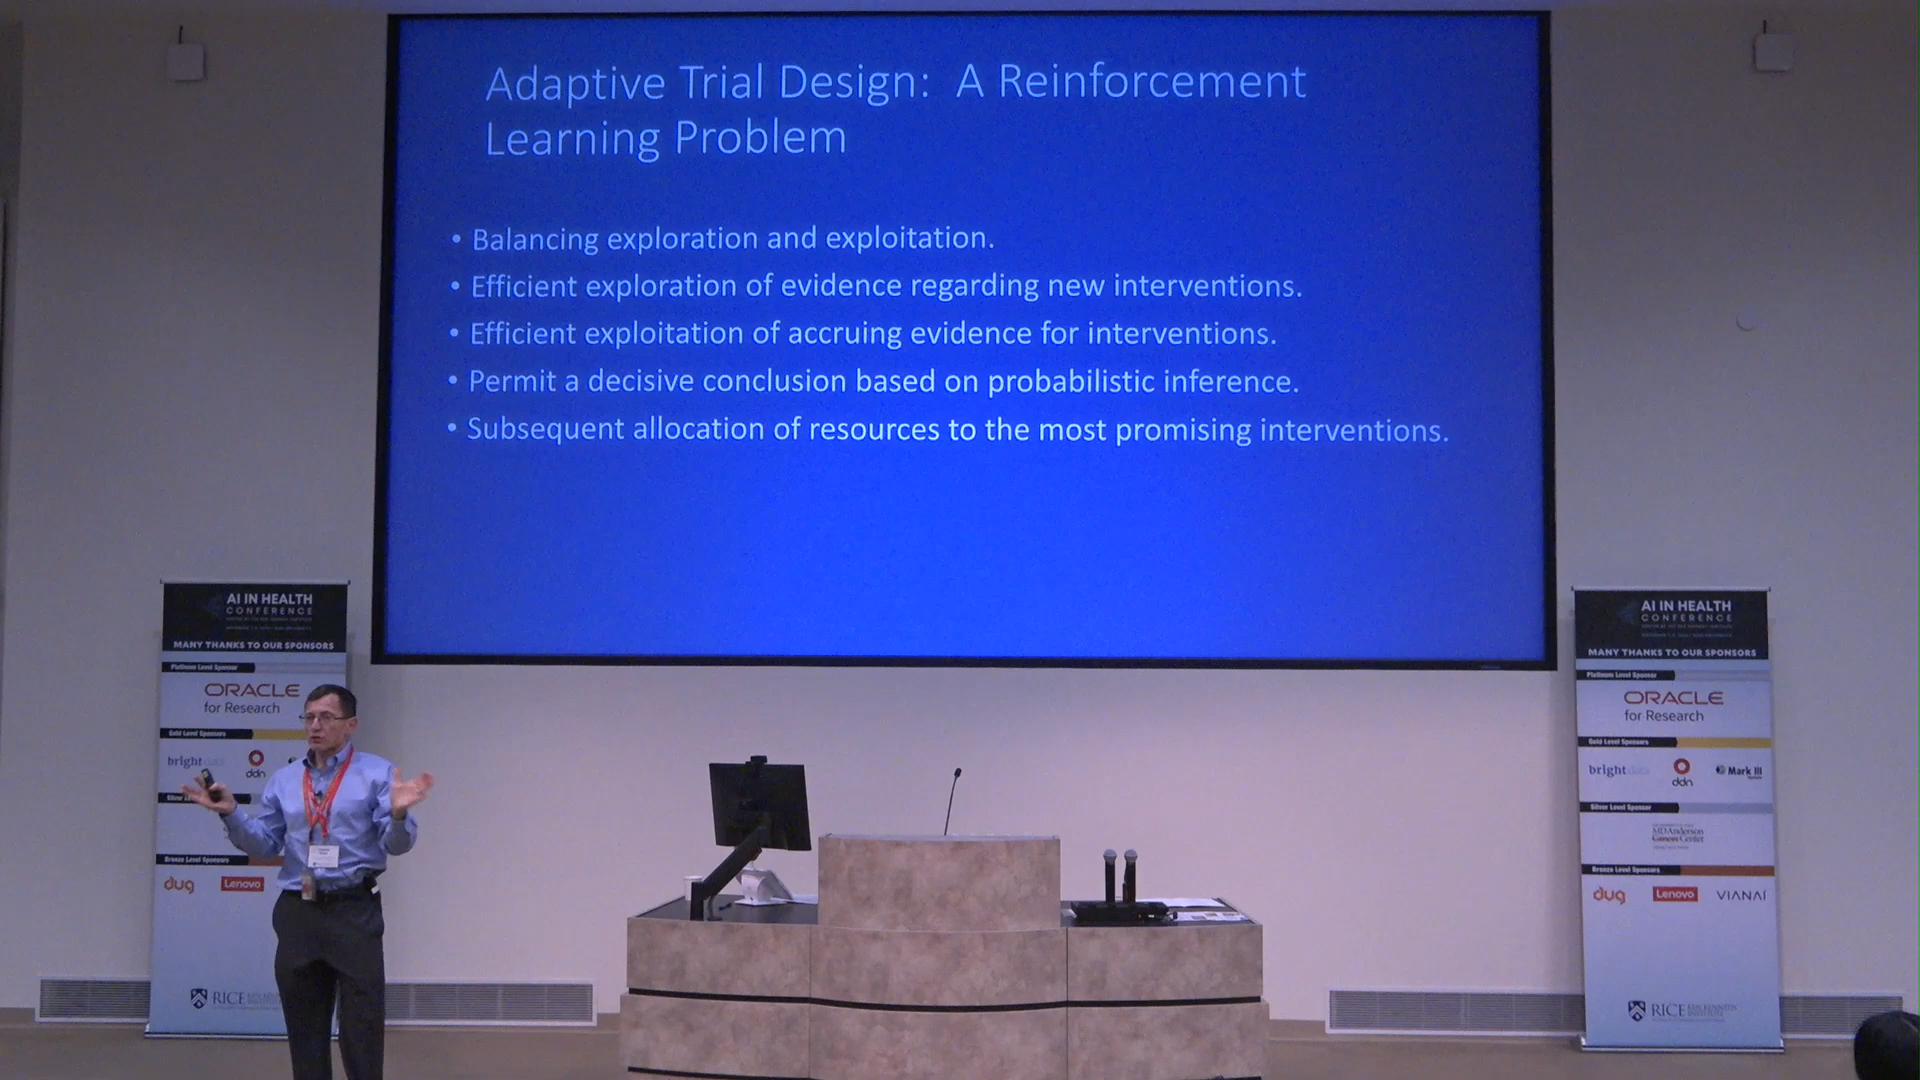 Adaptive Trial Design: A Reinforcement
Learning Problem
• Balancing exploration and exploitation.
• Efficient exploration of evidence regarding new interventions.
• Efficient exploitation of accruing evidence for interventions.
• Permit a decisive conclusion based on probabilistic inference.
• Subsequent allocation of resources to the most promising interventions.
AI IN HEALTH
CONFERENCE
MANY THANKS TO OUR SPONSORS
Platinum Level Sponsor
ORACLE
for Research
Gold Level Sponsors
bright
ddn
Bronze Level Sponsors
dug
Lenovo
RICE
AI IN HEALTH
CONFERENCE
MANY THANKS TO OUR SPONSORS
Platinum Level Sponsor
ORACLE
for Research
Gold Level Sponsors
bright data
ddn
Mark III
Silver Level Sponsor
MDAnderson
Cancer Center
Bronze Level Sponsors
dug
Lenovo
VIANAI
RICE KEN KENNEDY
INSTITUTE